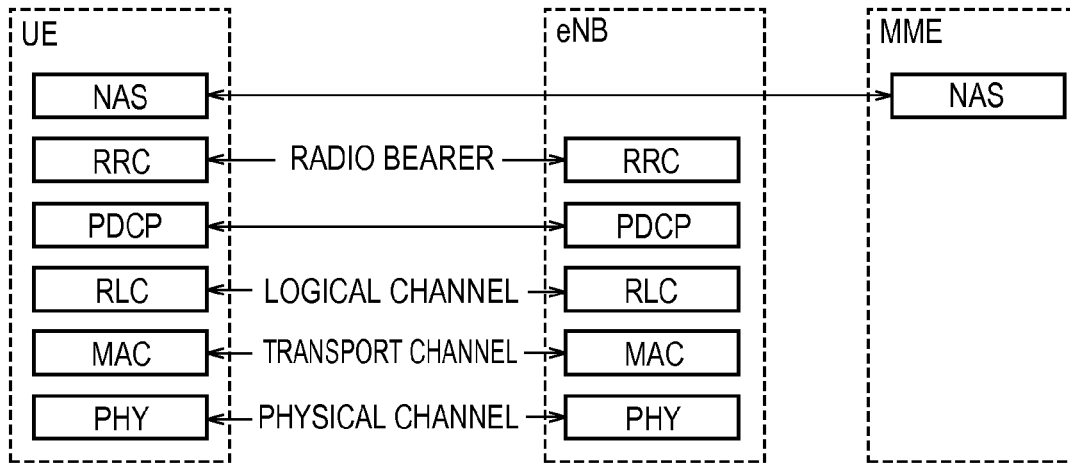 UE eNB MME
NAS NAS
RRC RADIO BEARER RRC
PDCP PDCP
RLC LOGICAL CHANNEL RLC
MAC TRANSPORT CHANNEL MAC
PHY PHYSICAL CHANNEL PHY